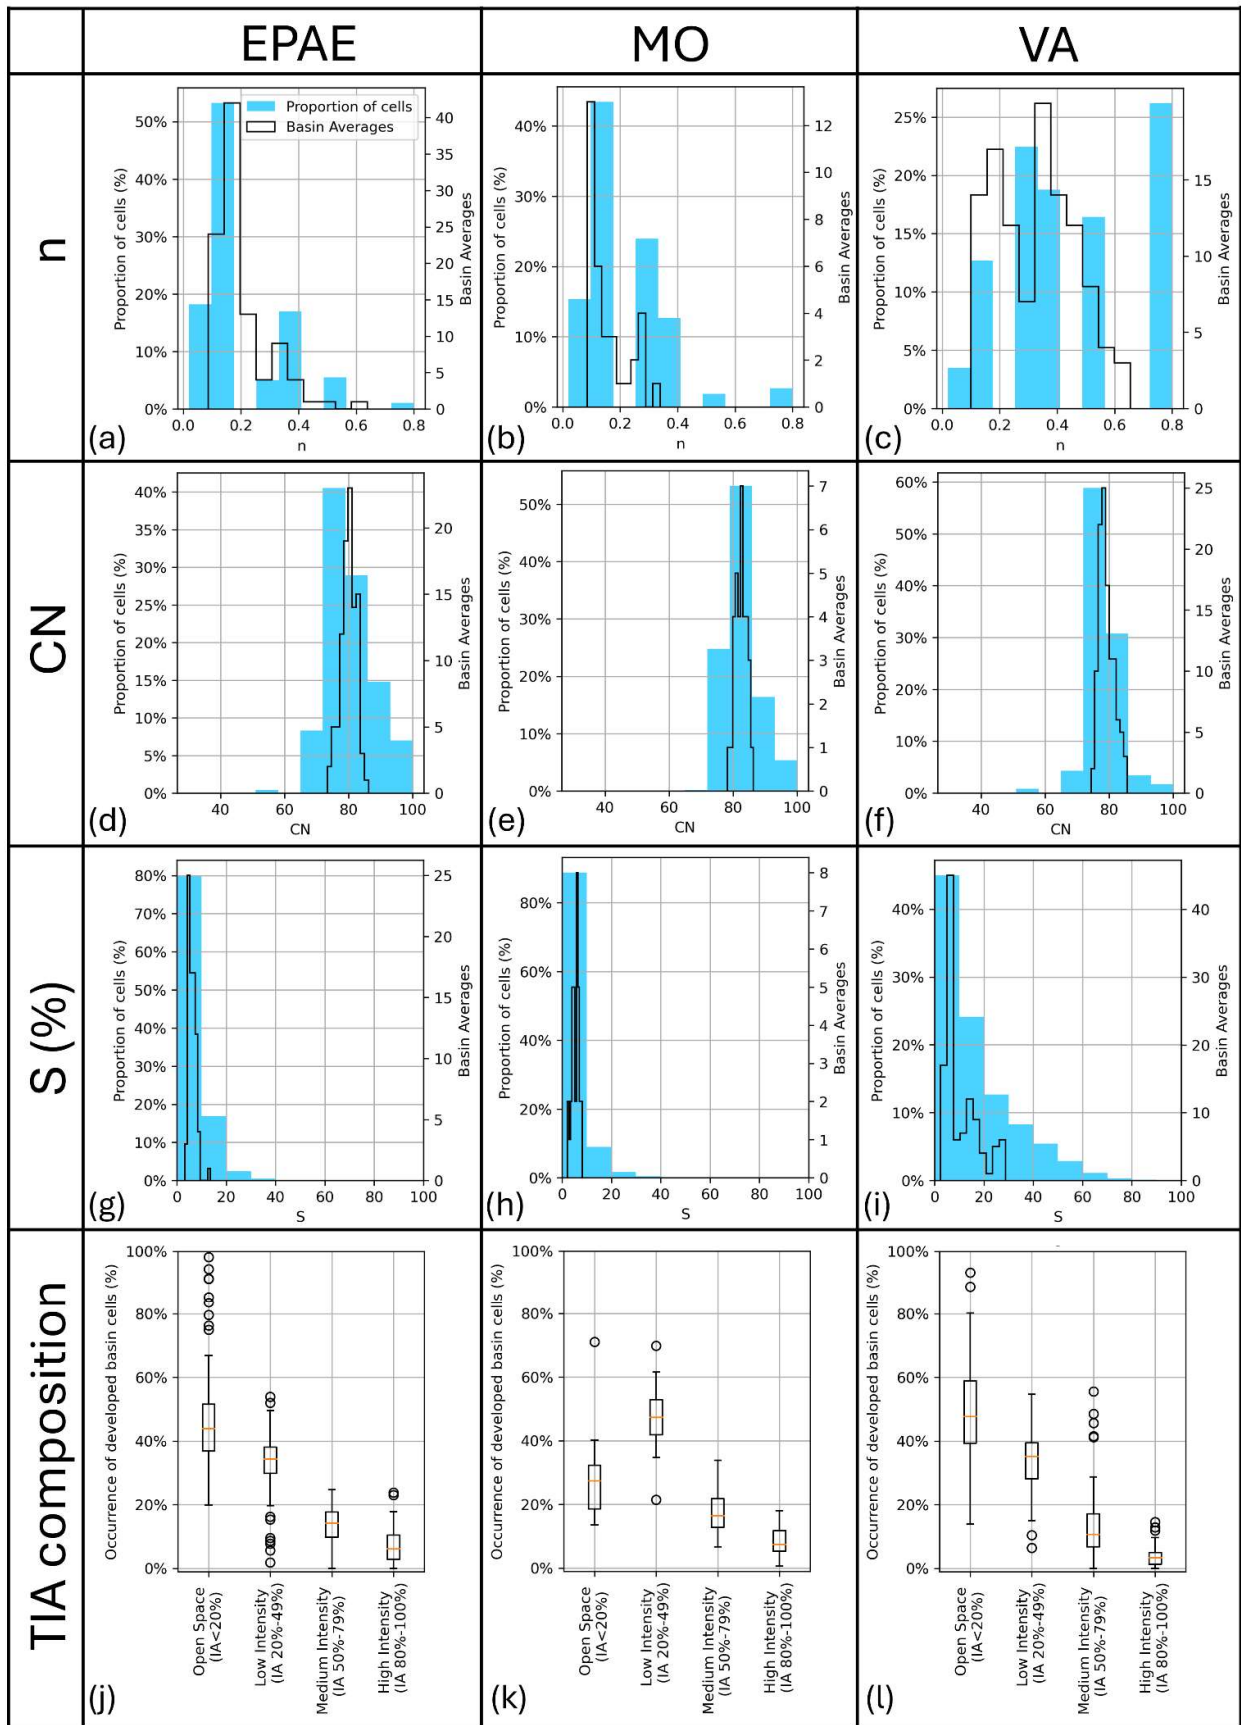 EPAE MO VA
n
Proportion of cells (%)
50%
40%
30%
20%
10%
0%
Proportion of cells
Basin Averages
40
35
30
25
20
15
10
5
0
Basin Averages
0.0 0.2 0.4 0.6 0.8
n
(a)
Proportion of cells (%)
40%
30%
20%
10%
0%
12
10
8
6
4
2
0
Basin Averages
0.0 0.2 0.4 0.6 0.8
n
(b)
Proportion of cells (%)
25%
20%
15%
10%
5%
0%
15
10
5
0
Basin Averages
0.0 0.2 0.4 0.6 0.8
n
(c)
CN
Proportion of cells (%)
40%
35%
30%
25%
20%
15%
10%
5%
0%
20
15
10
5
0
Basin Averages
40 60 80 100
CN
(d)
Proportion of cells (%)
50%
40%
30%
20%
10%
0%
7
6
5
4
3
2
1
0
Basin Averages
40 60 80 100
CN
(e)
Proportion of cells (%)
60%
50%
40%
30%
20%
10%
0%
25
20
15
10
5
0
Basin Averages
40 60 80 100
CN
(f)
S (%)
Proportion of cells (%)
80%
70%
60%
50%
40%
30%
20%
10%
0%
25
20
15
10
5
0
Basin Averages
0 20 40 60 80 100
S
(g)
Proportion of cells (%)
80%
60%
40%
20%
0%
8
7
6
5
4
3
2
1
0
Basin Averages
0 20 40 60 80 100
S
(h)
Proportion of cells (%)
40%
30%
20%
10%
0%
40
30
20
10
0
Basin Averages
0 20 40 60 80 100
S
(i)
TIA composition
Occurrence of developed basin cells (%)
100%
80%
60%
40%
20%
0%
Open Space
(IA<20%)
Low Intensity
(IA 20%-49%)
Medium Intensity
(IA 50%-79%)
High Intensity
(IA 80%-100%)
(j)
Occurrence of developed basin cells (%)
100%
80%
60%
40%
20%
0%
Open Space
(IA<20%)
Low Intensity
(IA 20%-49%)
Medium Intensity
(IA 50%-79%)
High Intensity
(IA 80%-100%)
(k)
Occurrence of developed basin cells (%)
100%
80%
60%
40%
20%
0%
Open Space
(IA<20%)
Low Intensity
(IA 20%-49%)
Medium Intensity
(IA 50%-79%)
High Intensity
(IA 80%-100%)
(l)